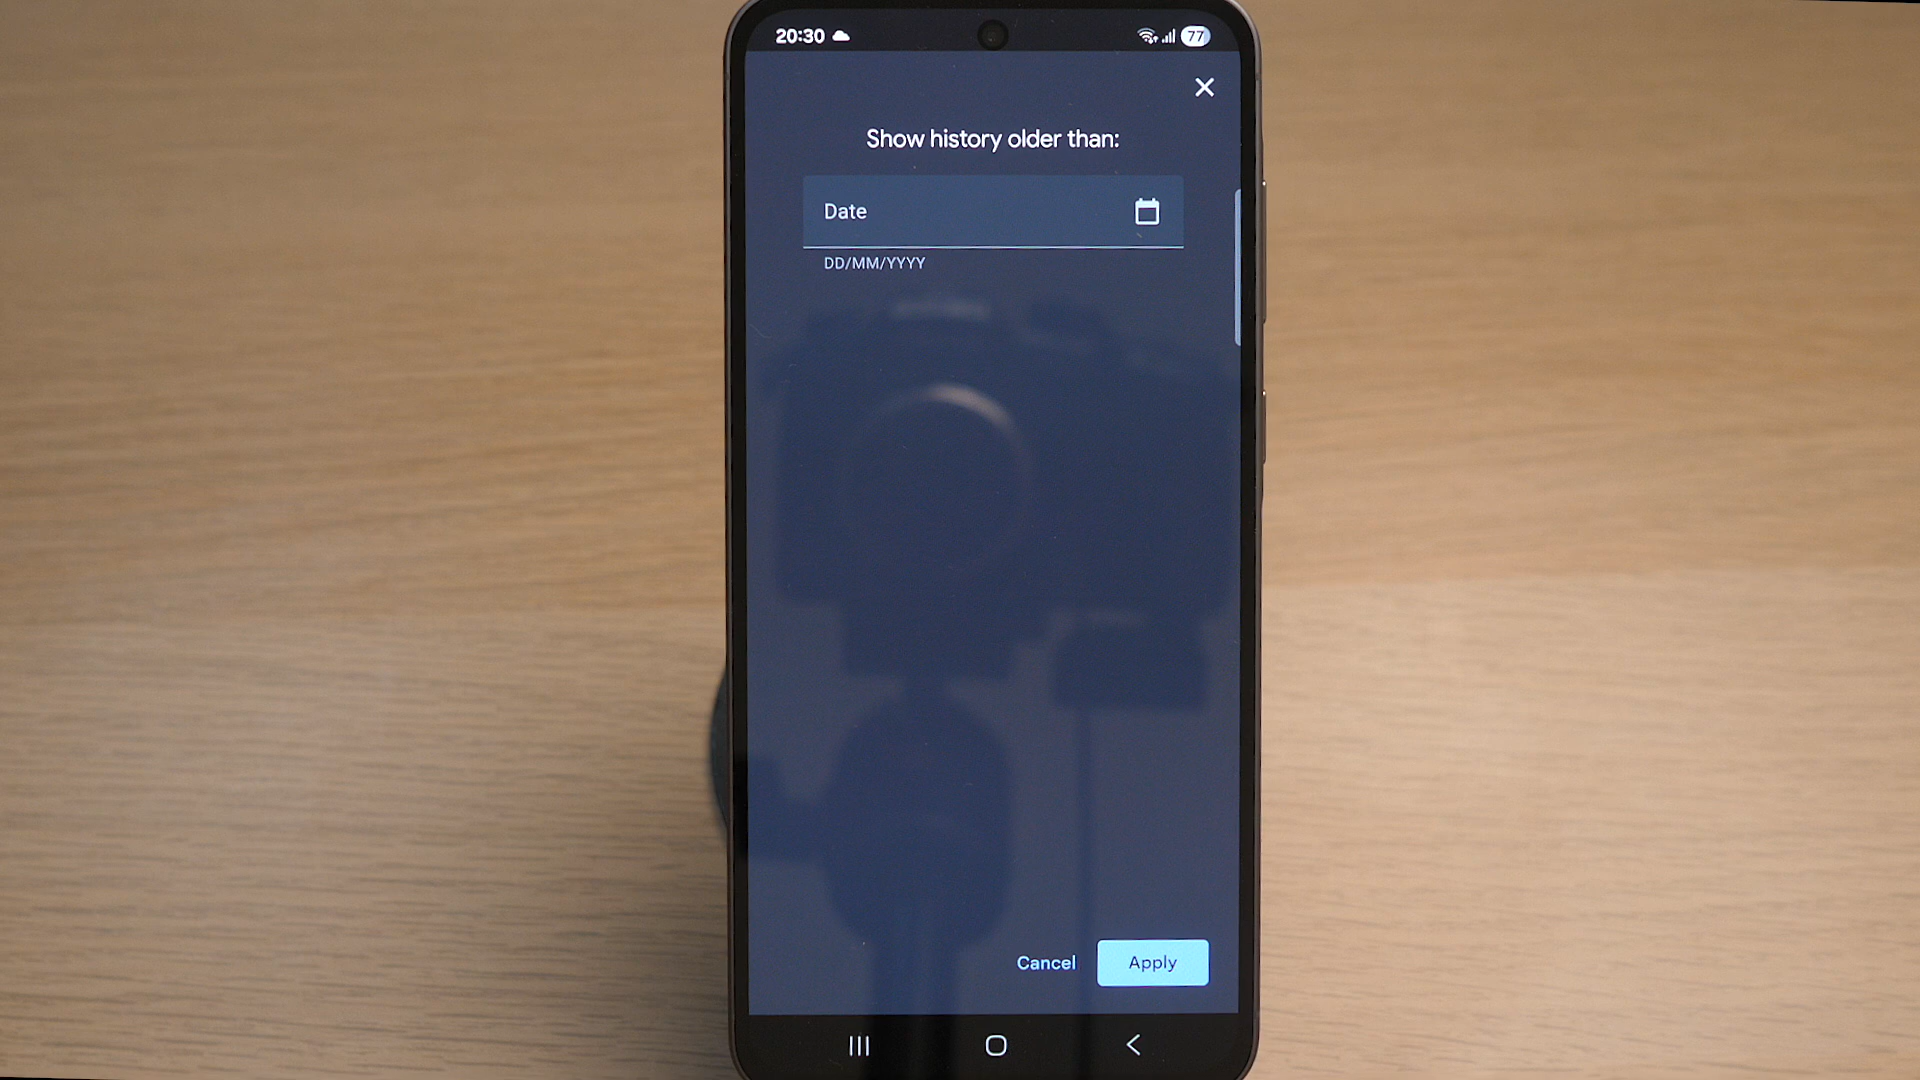 20:30
77
Show history older than:
Date
DD/MM/YYYY
Cancel
Apply